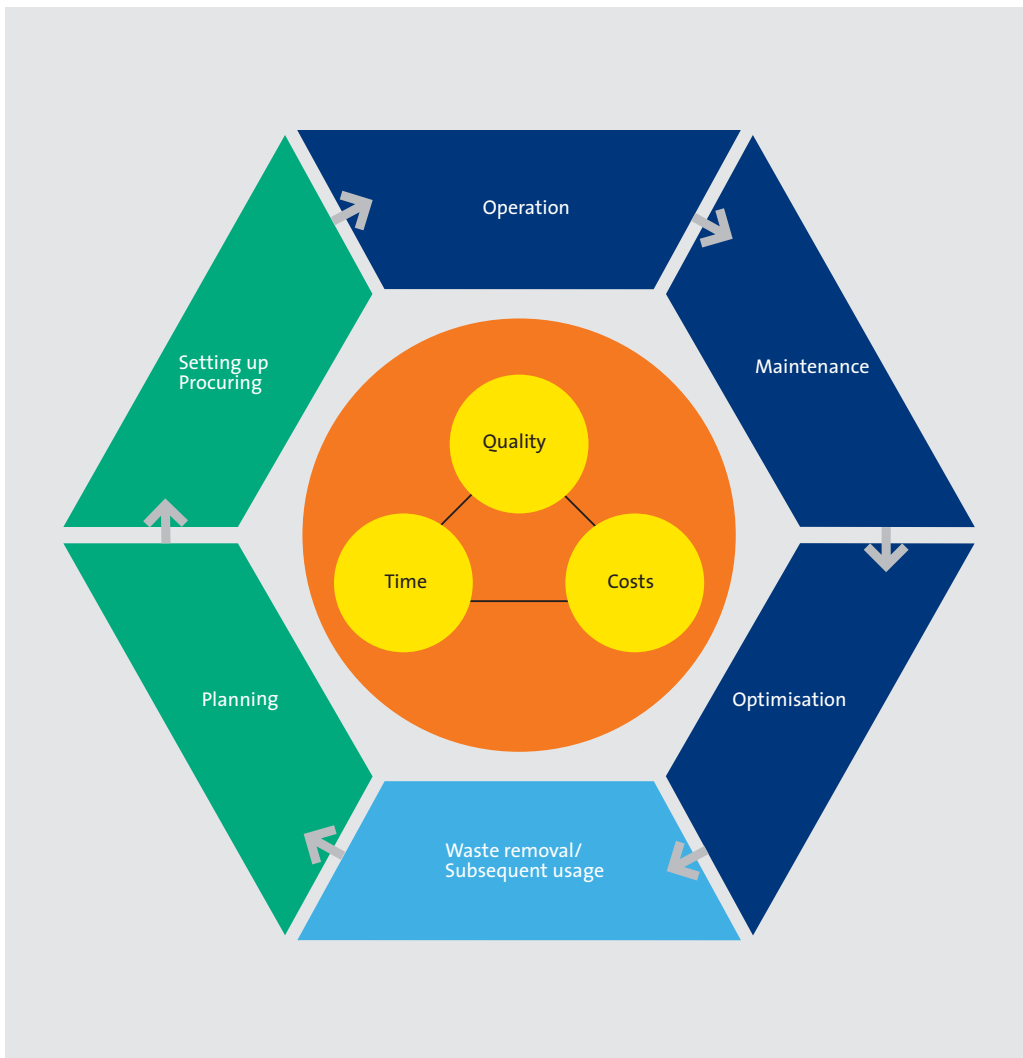 Operation
Setting up
Procuring
Maintenance
Quality
Time
Costs
Planning
Optimisation
Waste removal/
Subsequent usage